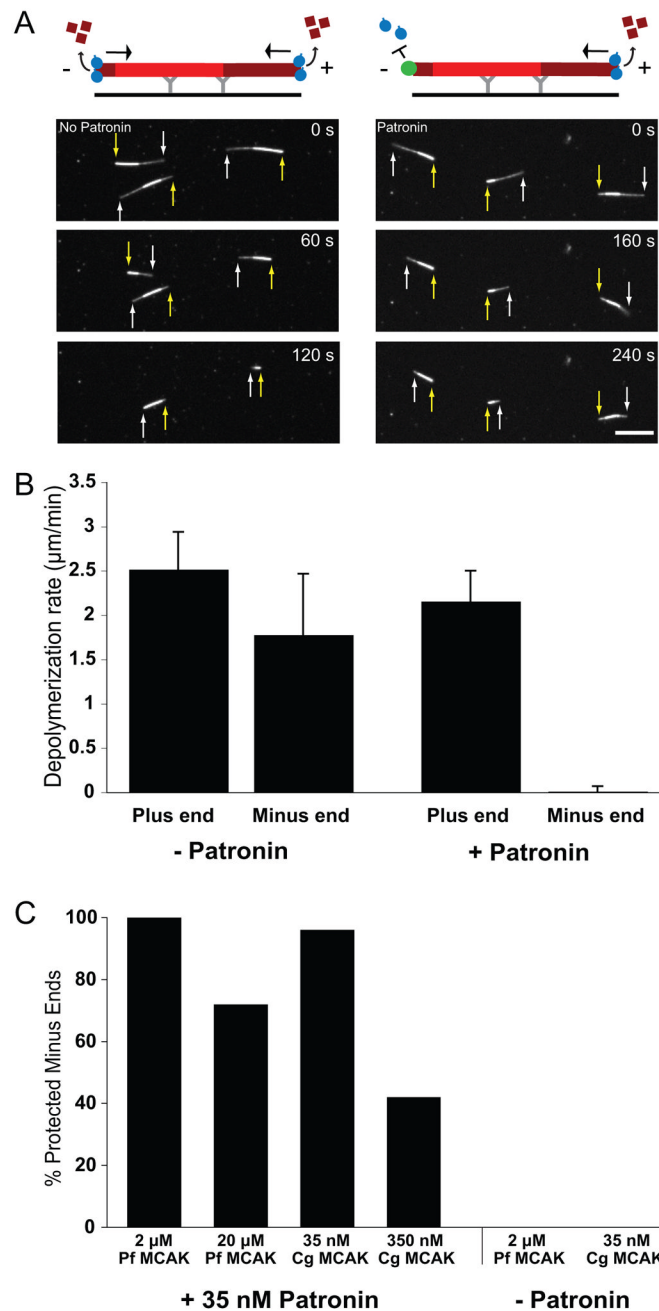 A
- +
- +
No Patronin 0 s
Patronin 0 s
60 s
160 s
120 s
240 s
B
Depolymerization rate (μm/min)
3.5
3
2.5
2
1.5
1
0.5
0
Plus end Minus end Plus end Minus end
- Patronin + Patronin
C
% Protected Minus Ends
100
80
60
40
20
0
2 μM 20 μM 35 nM 350 nM 2 μM 35 nM
Pf MCAK Pf MCAK Cg MCAK Cg MCAK Pf MCAK Cg MCAK
+ 35 nM Patronin - Patronin